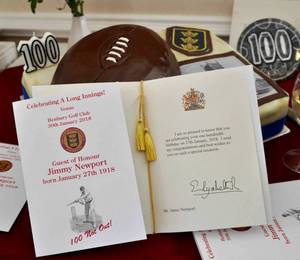 100
100
Celebrating A Long Innings!
Venue
Golf Club
30th January 2018
Guest of Honour
Jimmy Newport
born January 27th 1918
100 Not Out!
I am so pleased to know that you
are celebrating your one hundredth
birthday on 27th January, 2018. I send
my congratulations and best wishes to
you on such a special occasion.
Mr. James Newport.